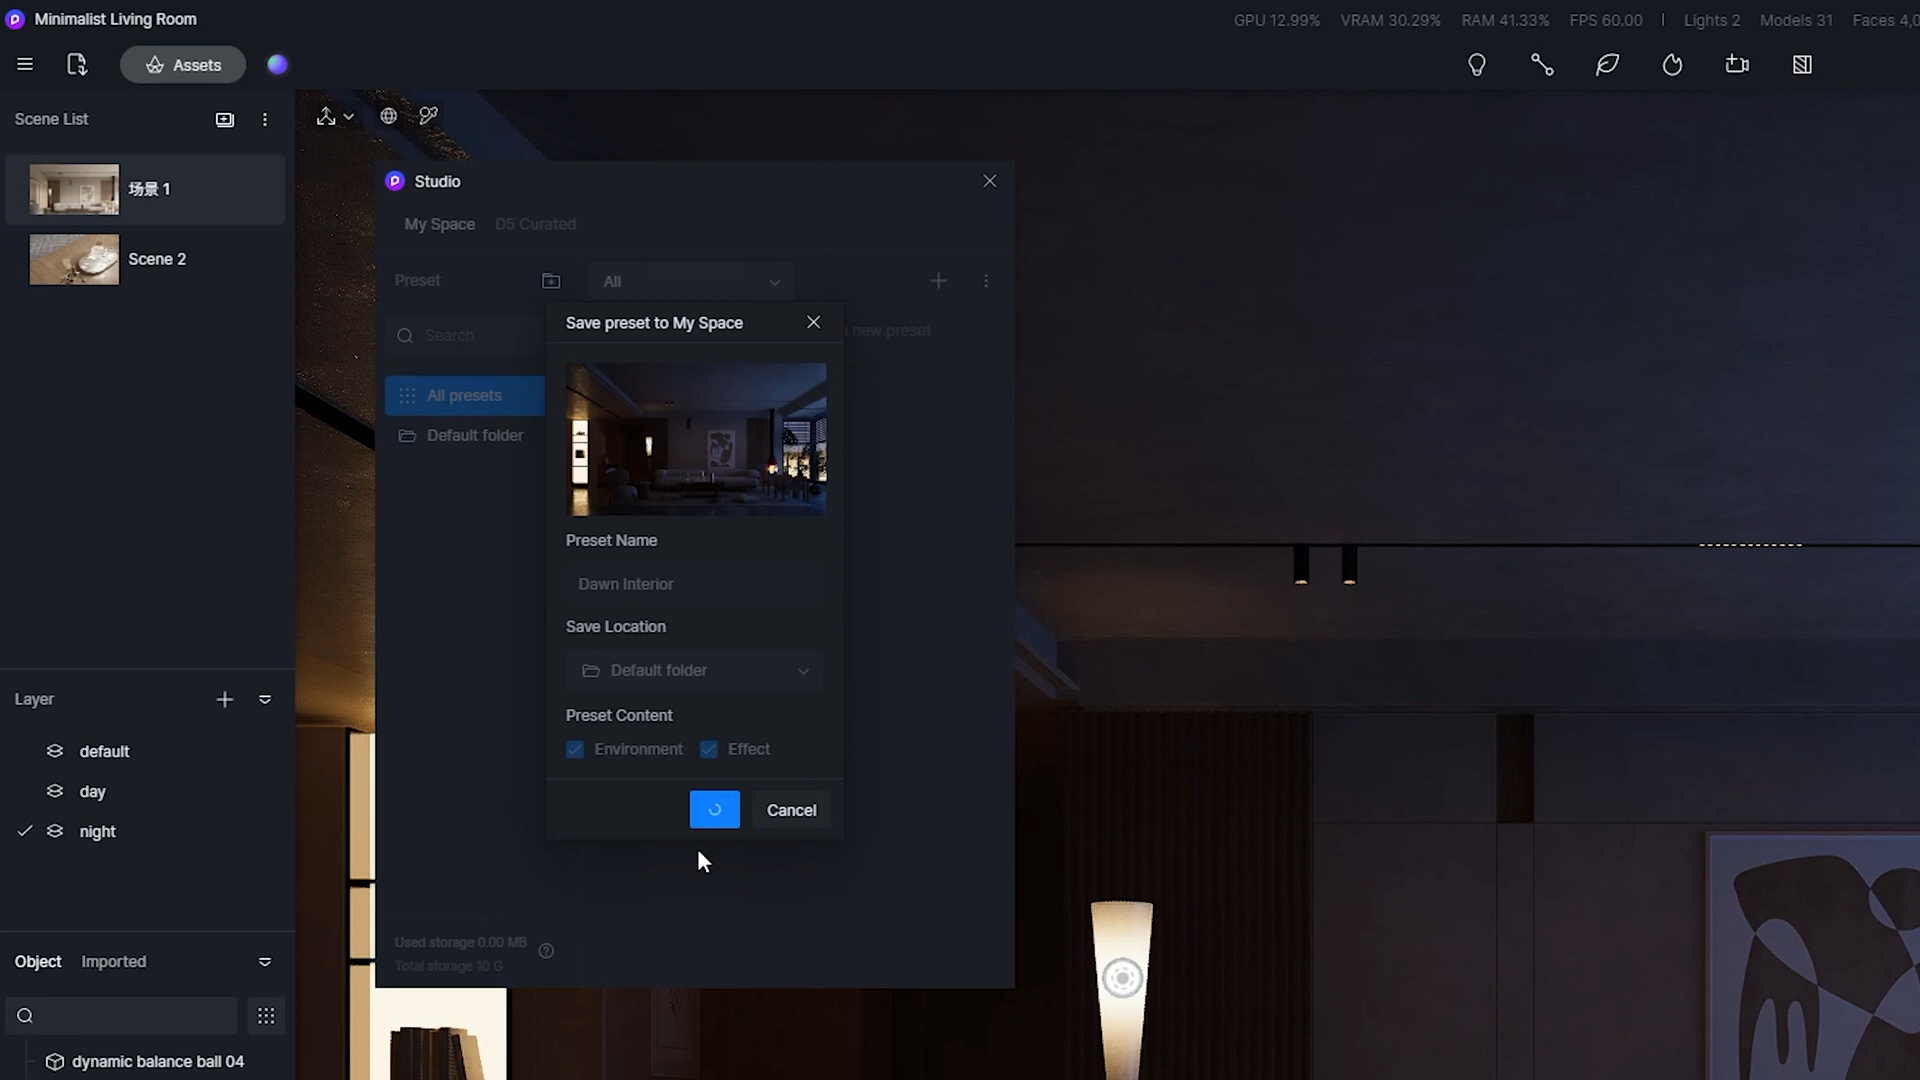 Minimalist Living Room
GPU 12.99% VRAM 30.29% RAM 41.33% FPS 60.00 | Lights 2 Models 31 Faces 4,0
Assets
Scene List
场景 1
Scene 2
Studio
My Space D5 Curated
Preset
All
Search
new preset
Save preset to My Space
All presets
Default folder
Preset Name
Dawn Interior
Save Location
Default folder
Preset Content
Environment Effect
Cancel
Used storage 0.00 MB
Total storage 10 G
Layer
default
day
night
Object Imported
dynamic balance ball 04